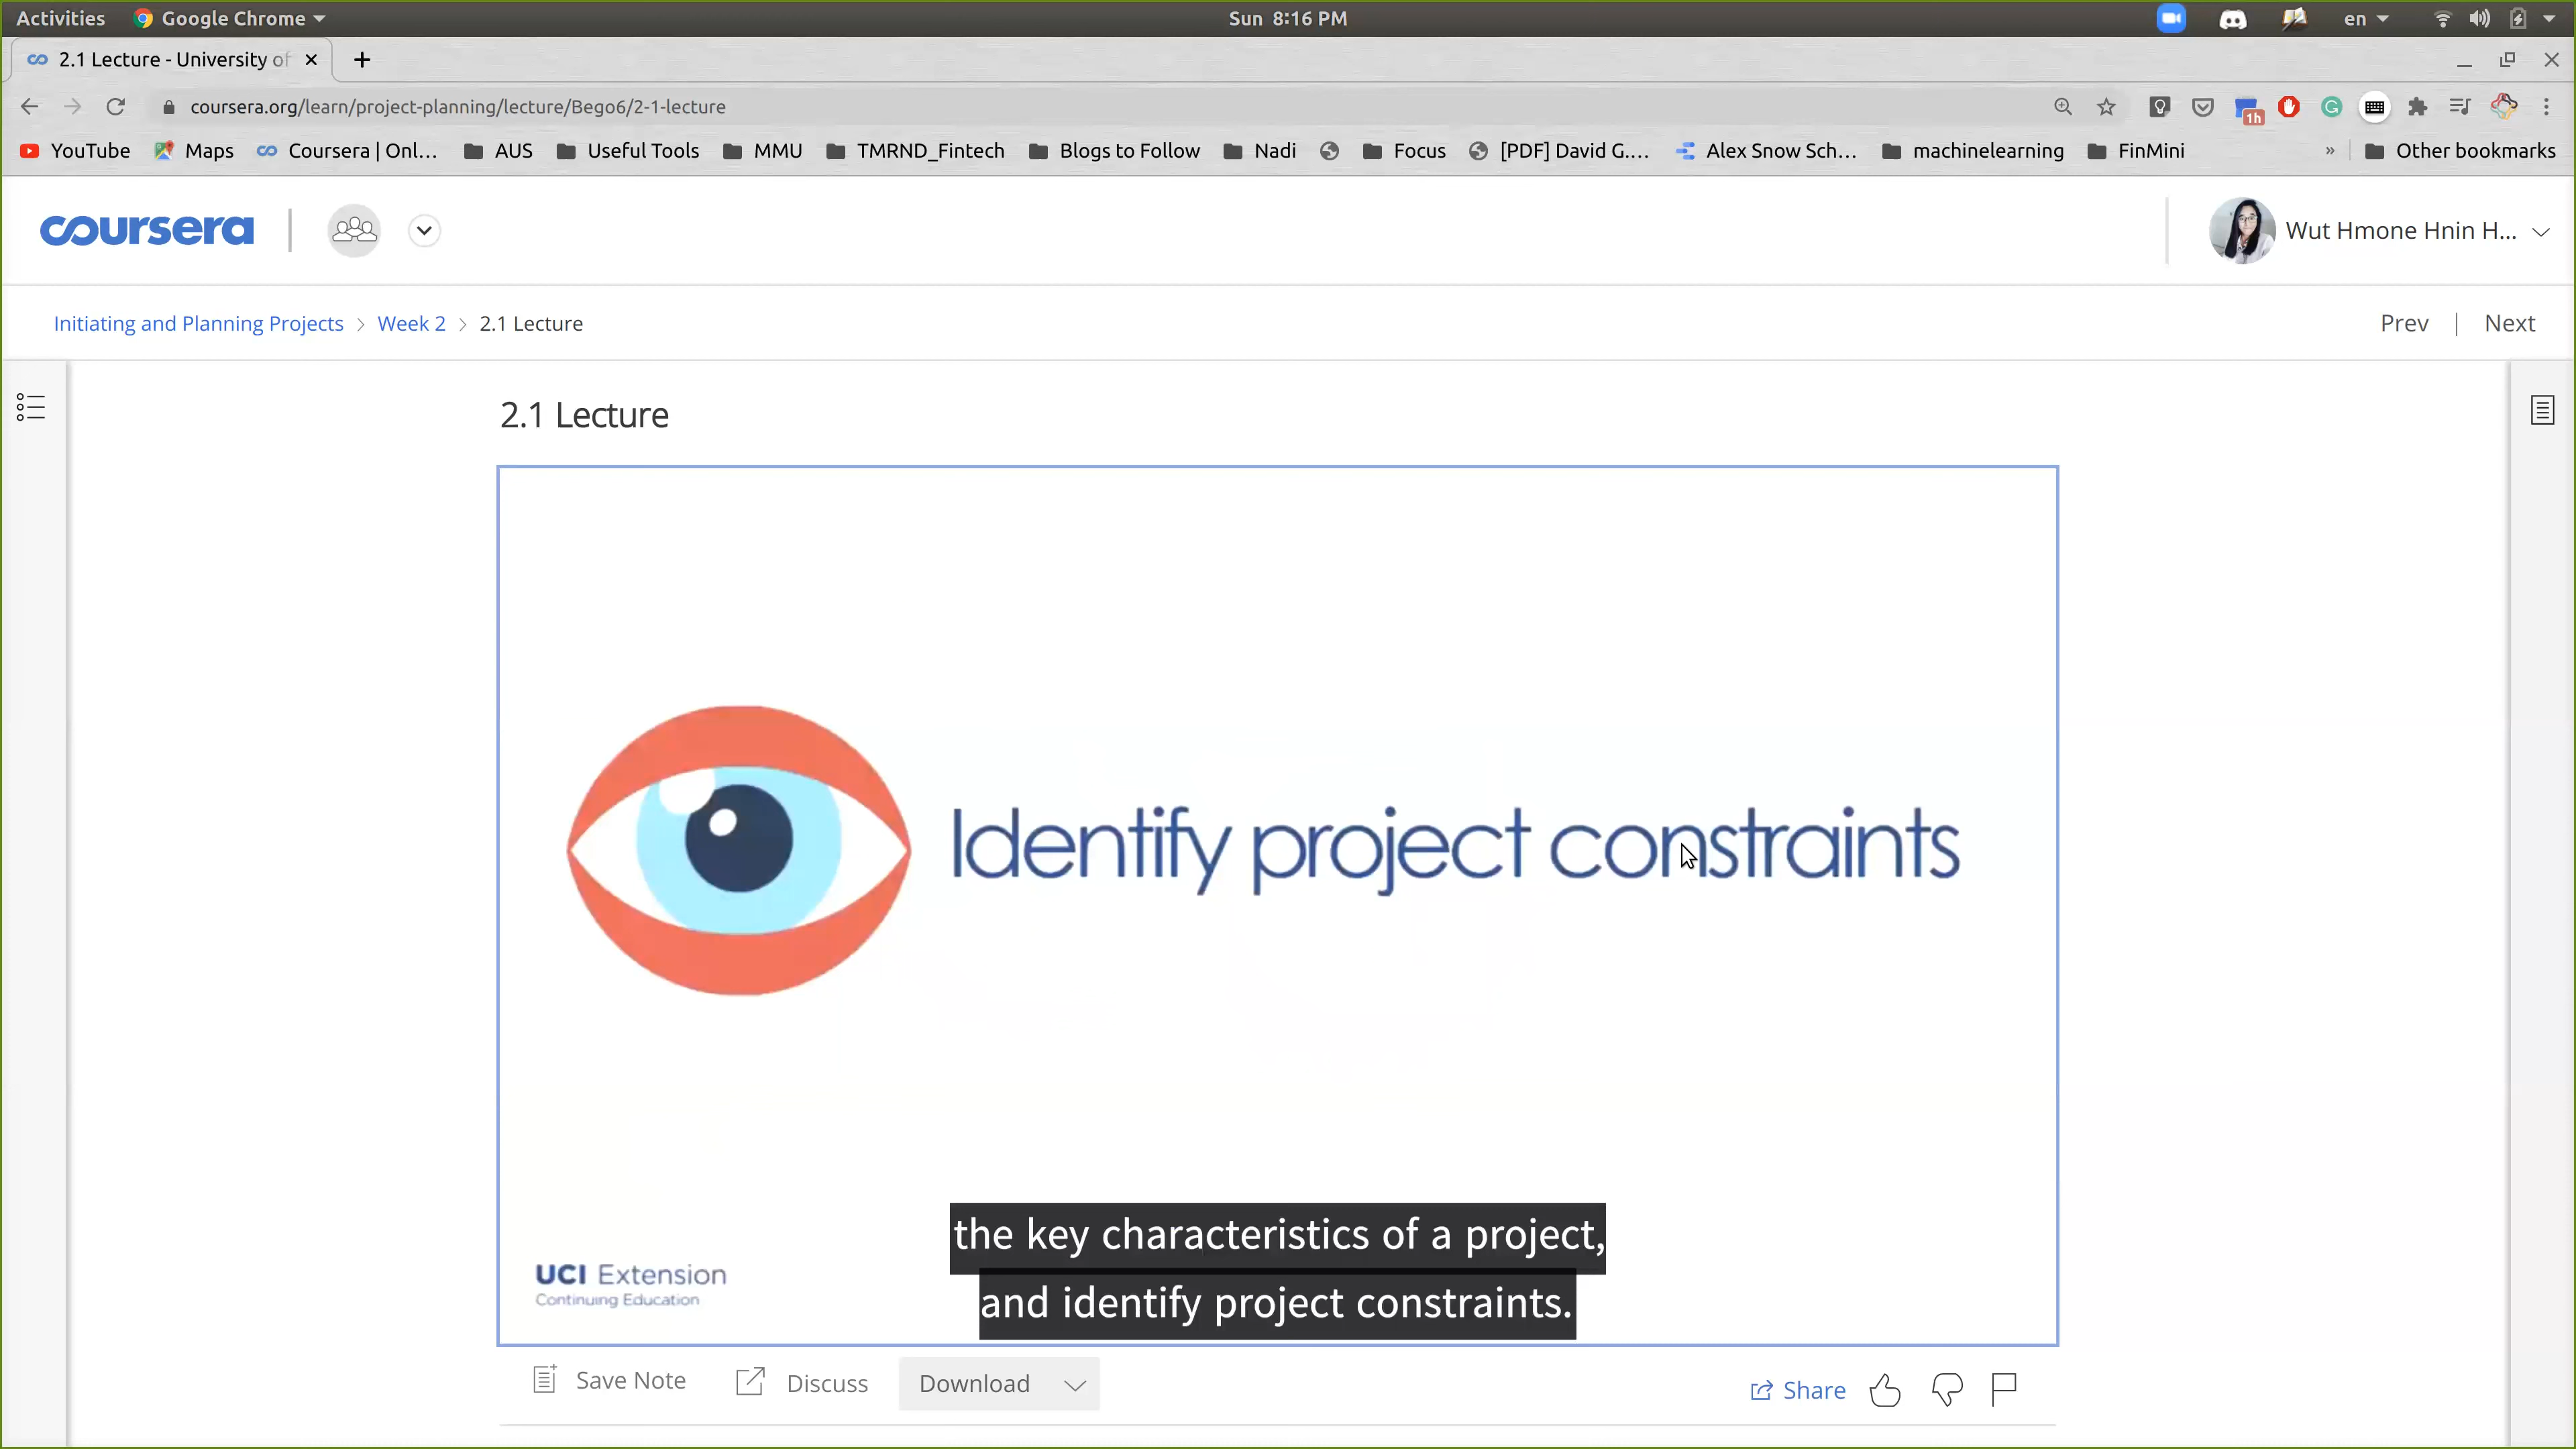 Activities Google Chrome Sun 8:16 PM en
2.1 Lecture - University of
coursera.org/learn/project-planning/lecture/Bego6/2-1-lecture
1h
YouTube Maps Coursera | Onl... AUS Useful Tools MMU TMRND_Fintech Blogs to Follow Nadi Focus [PDF] David G.... Alex Snow Sch... machinelearning FinMini » Other bookmarks
coursera Wut Hmone Hnin H...
Initiating and Planning Projects > Week 2 > 2.1 Lecture Prev | Next
2.1 Lecture
Identify project constraints
the key characteristics of a project,
and identify project constraints.
UCI Extension
Continuing Education
Save Note Discuss Download Share